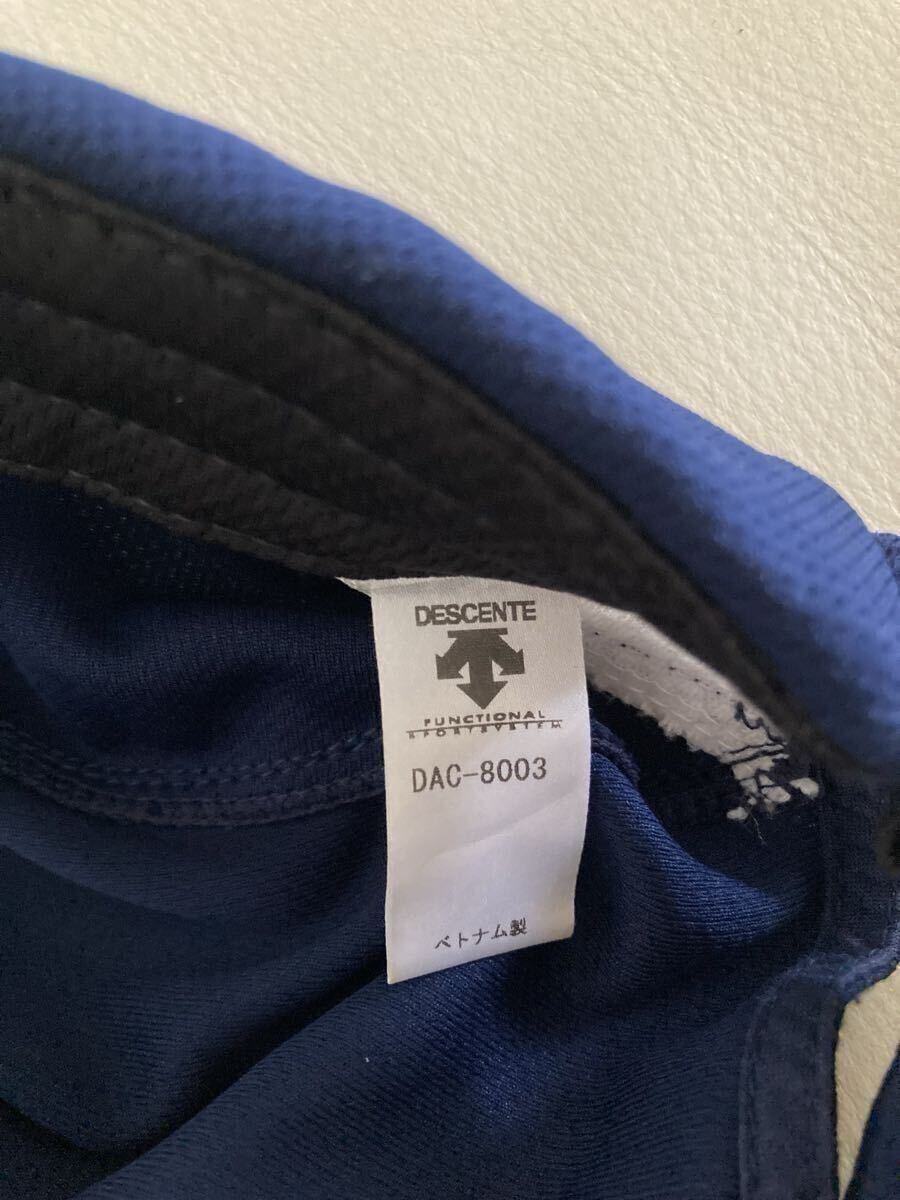 DESCENTE
FUNCTIONAL
SPORTSYSTEM
DAC-8003
ベトナム製